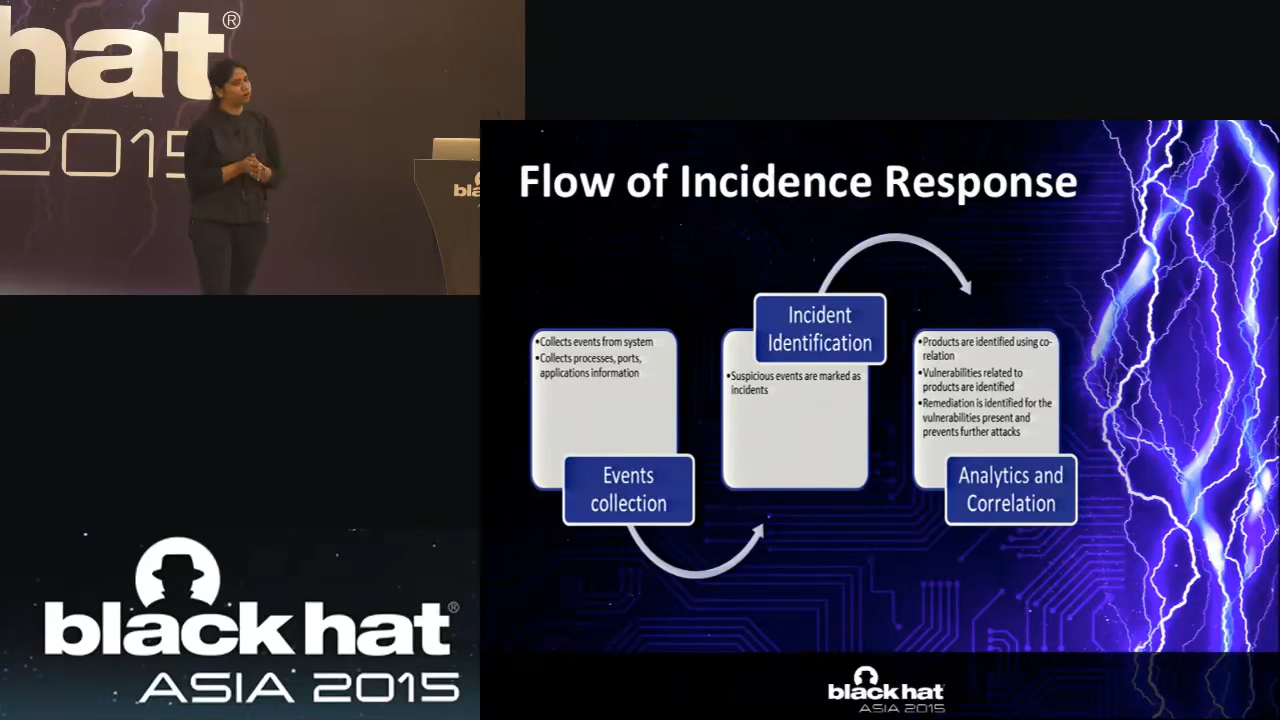 hat®
2015
bla
Flow of Incidence Response
•Collects events from system
•Collects processes, ports,
applications information
Events
collection
Incident
Identification
•Suspicious events are marked as
incidents
•Products are identified using co-
relation
•Vulnerabilities related to
products are identified
•Remediation is identified for the
vulnerabilities present and
prevents further attacks
Analytics and
Correlation
black hat®
ASIA 2015
black hat
ASIA 2015